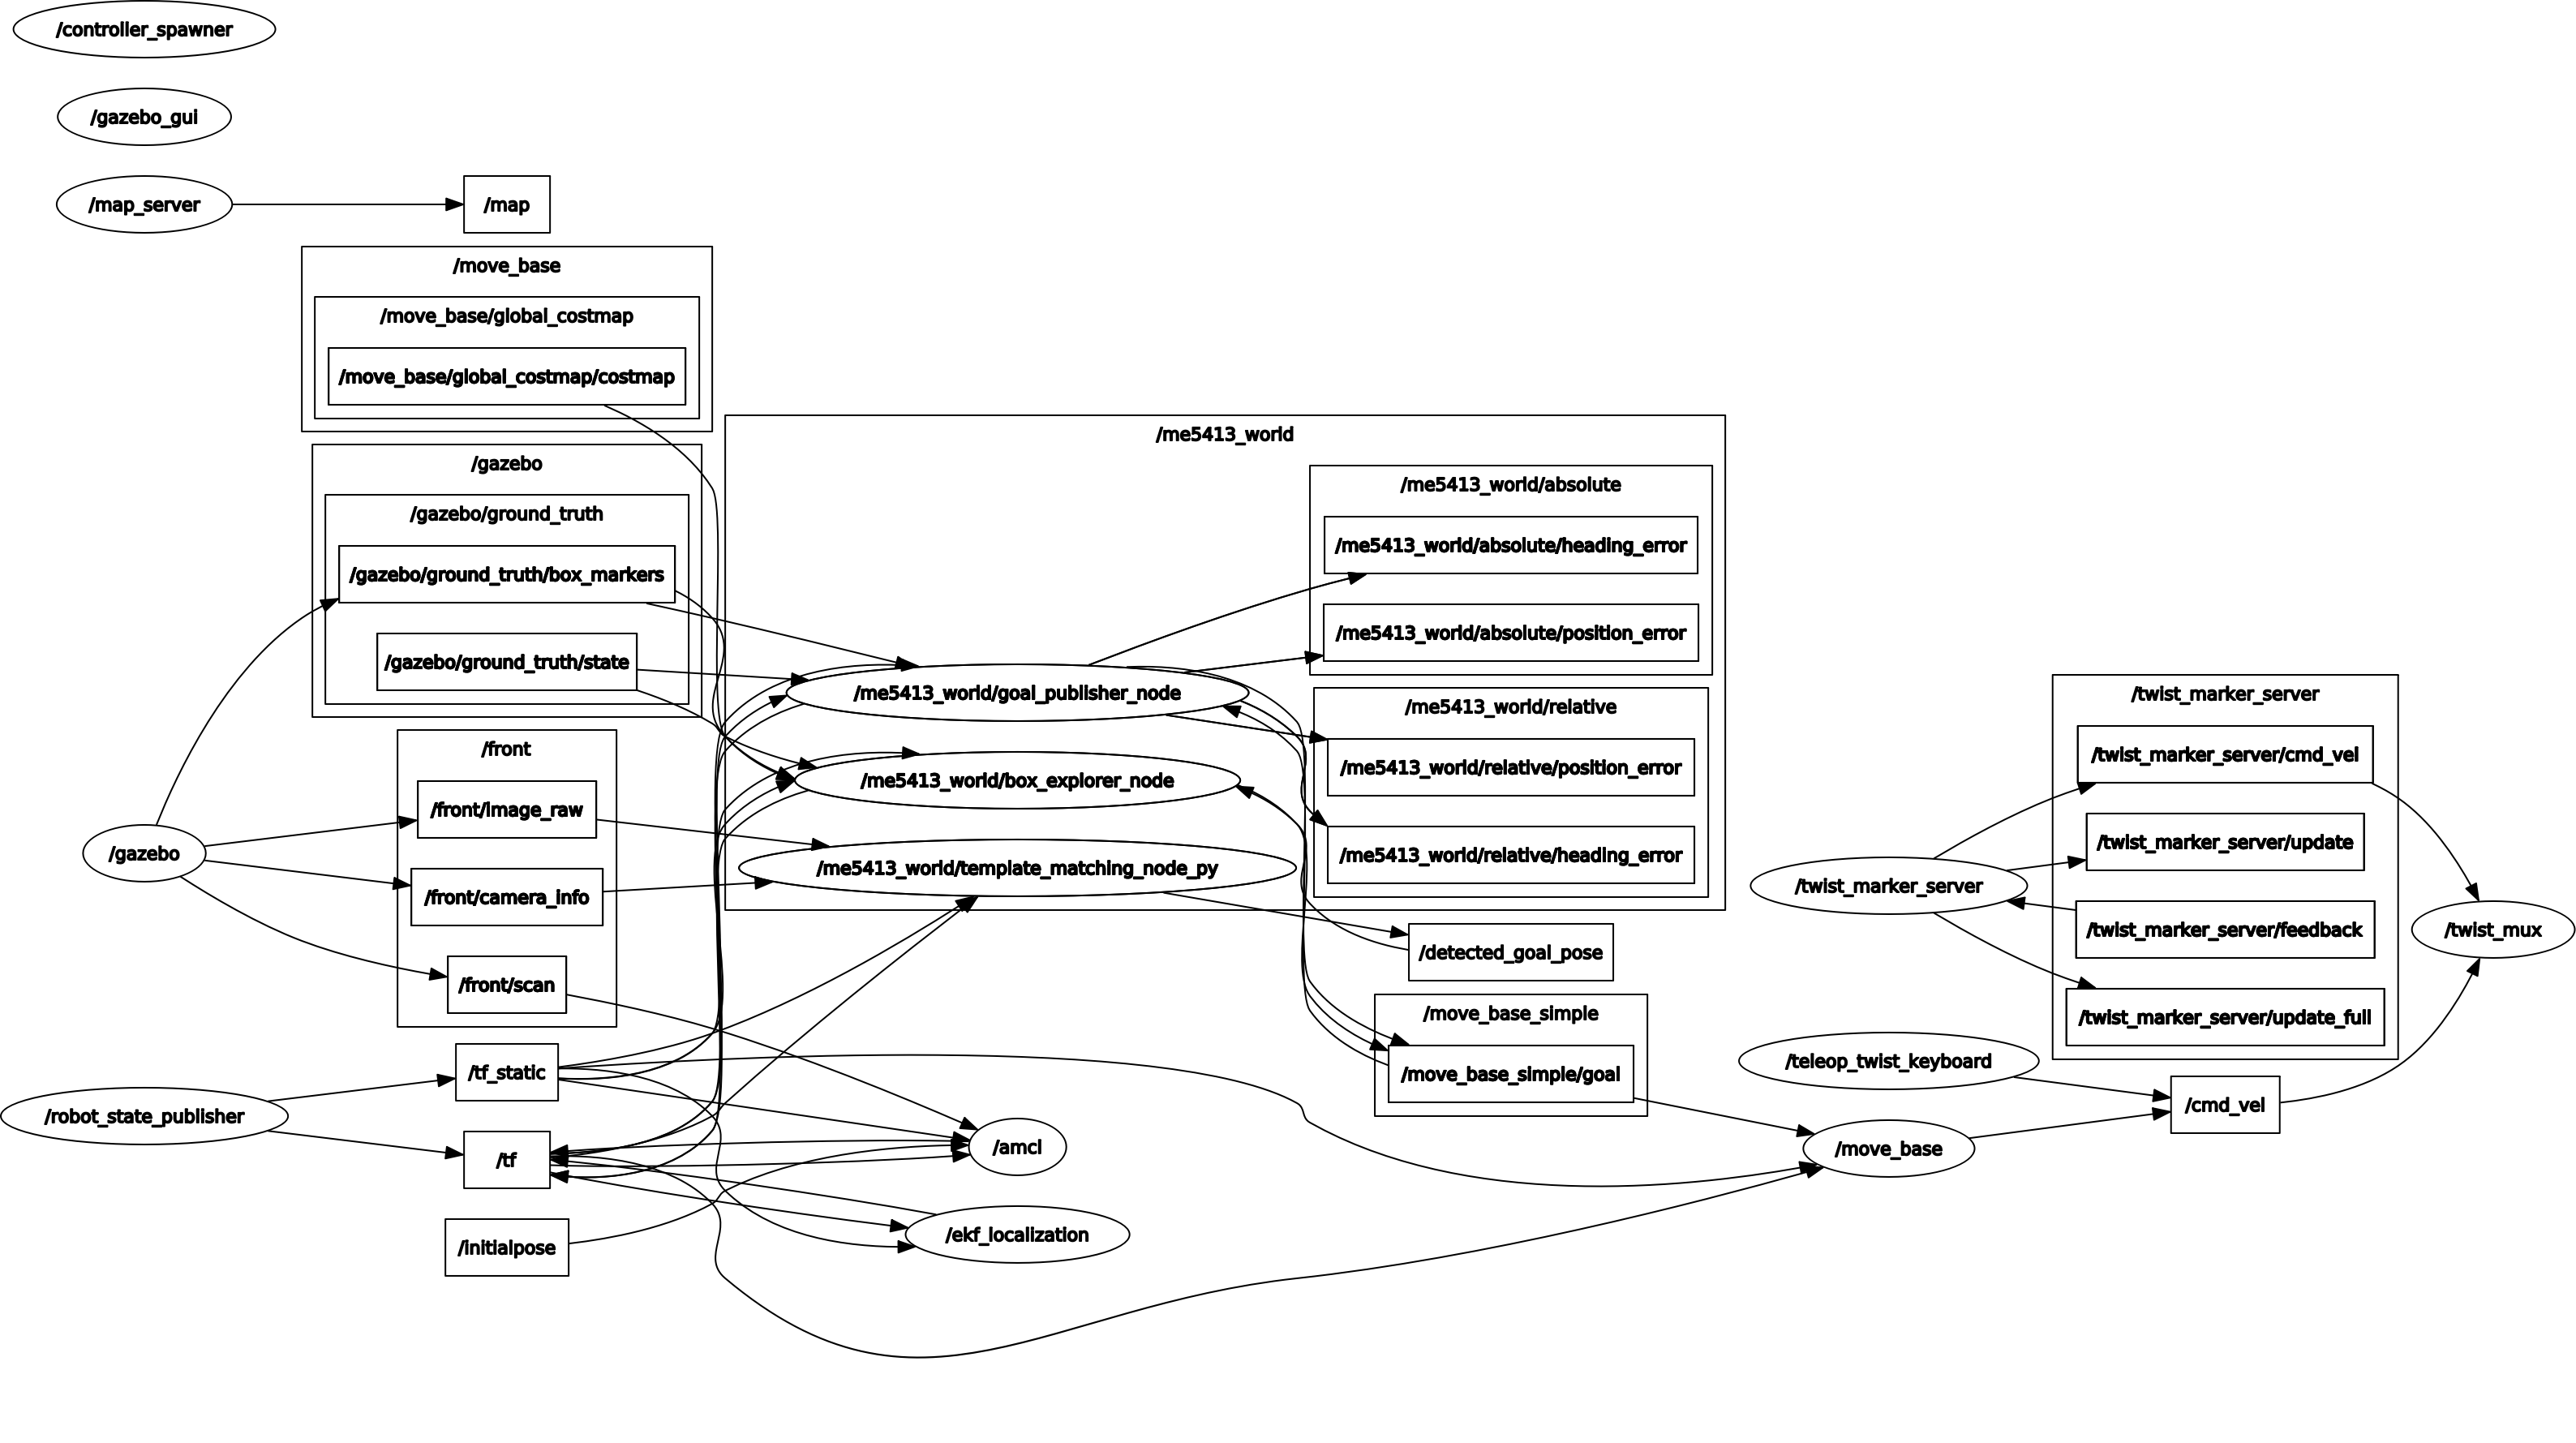 /controller_spawner
/gazebo_gui
/map_server
/map
/move_base
/move_base/global_costmap
/move_base/global_costmap/costmap
/gazebo
/gazebo/ground_truth
/gazebo/ground_truth/box_markers
/gazebo/ground_truth/state
/front
/front/image_raw
/front/camera_info
/front/scan
/gazebo
/robot_state_publisher
/tf_static
/tf
/initialpose
/me5413_world
/me5413_world/goal_publisher_node
/me5413_world/box_explorer_node
/me5413_world/template_matching_node_py
/me5413_world/absolute
/me5413_world/absolute/heading_error
/me5413_world/absolute/position_error
/me5413_world/relative
/me5413_world/relative/position_error
/me5413_world/relative/heading_error
/detected_goal_pose
/move_base_simple
/move_base_simple/goal
/amcl
/ekf_localization
/twist_marker_server
/teleop_twist_keyboard
/move_base
/twist_marker_server
/twist_marker_server/cmd_vel
/twist_marker_server/update
/twist_marker_server/feedback
/twist_marker_server/update_full
/cmd_vel
/twist_mux